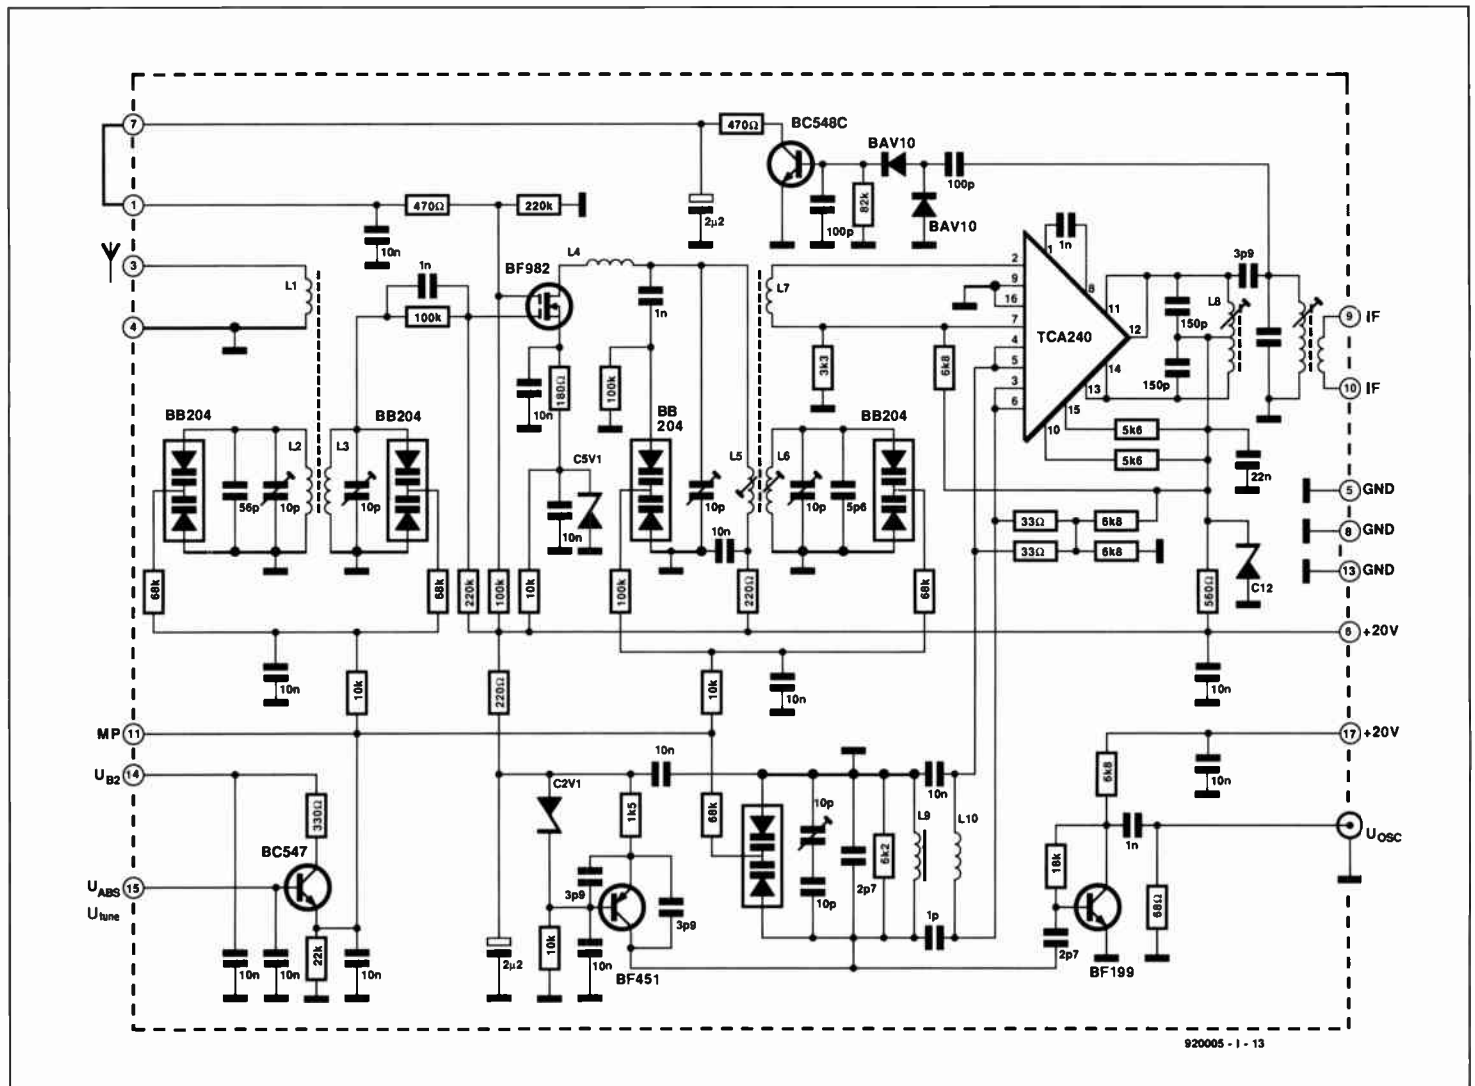 7
470Ω
BC548C
BAV10
100p
82k
100p
BAV10
1
470Ω
220k
10n
2µ2
3
L1
1n
BF982
L4
L7
1n
1
8
2
9
16
7
4
5
3
6
TCA240
11
12
14
13
15
10
3p9
L8
150p
150p
9
IF
10
IF
4
100k
1n
10n
180Ω
100k
3k3
6k8
5k6
5k6
22n
BB204
BB204
BB
204
BB204
L2
L3
56p
10p
10p
C5V1
10n
10p
L5
L6
10n
10p
5p6
33Ω
6k8
33Ω
6k8
5
GND
8
GND
13
GND
C12
68k
68k
220k
100k
10k
100k
220Ω
68k
560Ω
6
+20V
10n
10k
220Ω
10k
10n
10n
MP
11
17
+20V
UB2
14
10n
C2V1
10n
10p
10n
6k8
10n
330Ω
1k5
68k
L9
L10
BC547
3p9
10p
2p7
6k2
18k
1n
UOSC
UABS
15
Utune
3p9
1p
68Ω
10n
10n
22k
10n
2µ2
10k
10n
BF451
2p7
BF199
920005 - I - 13